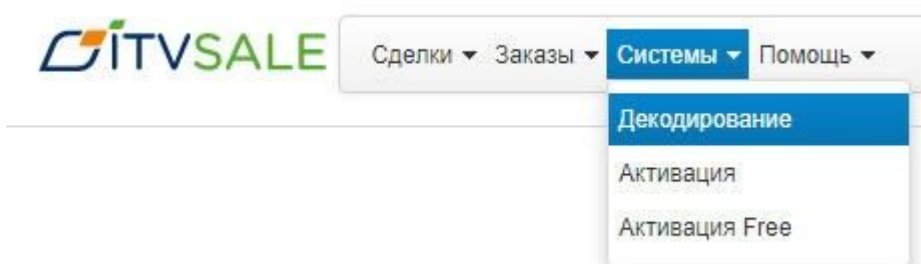 ITVSALE
Сделки Заказы Системы Помощь
Декодирование
Активация
Активация Free